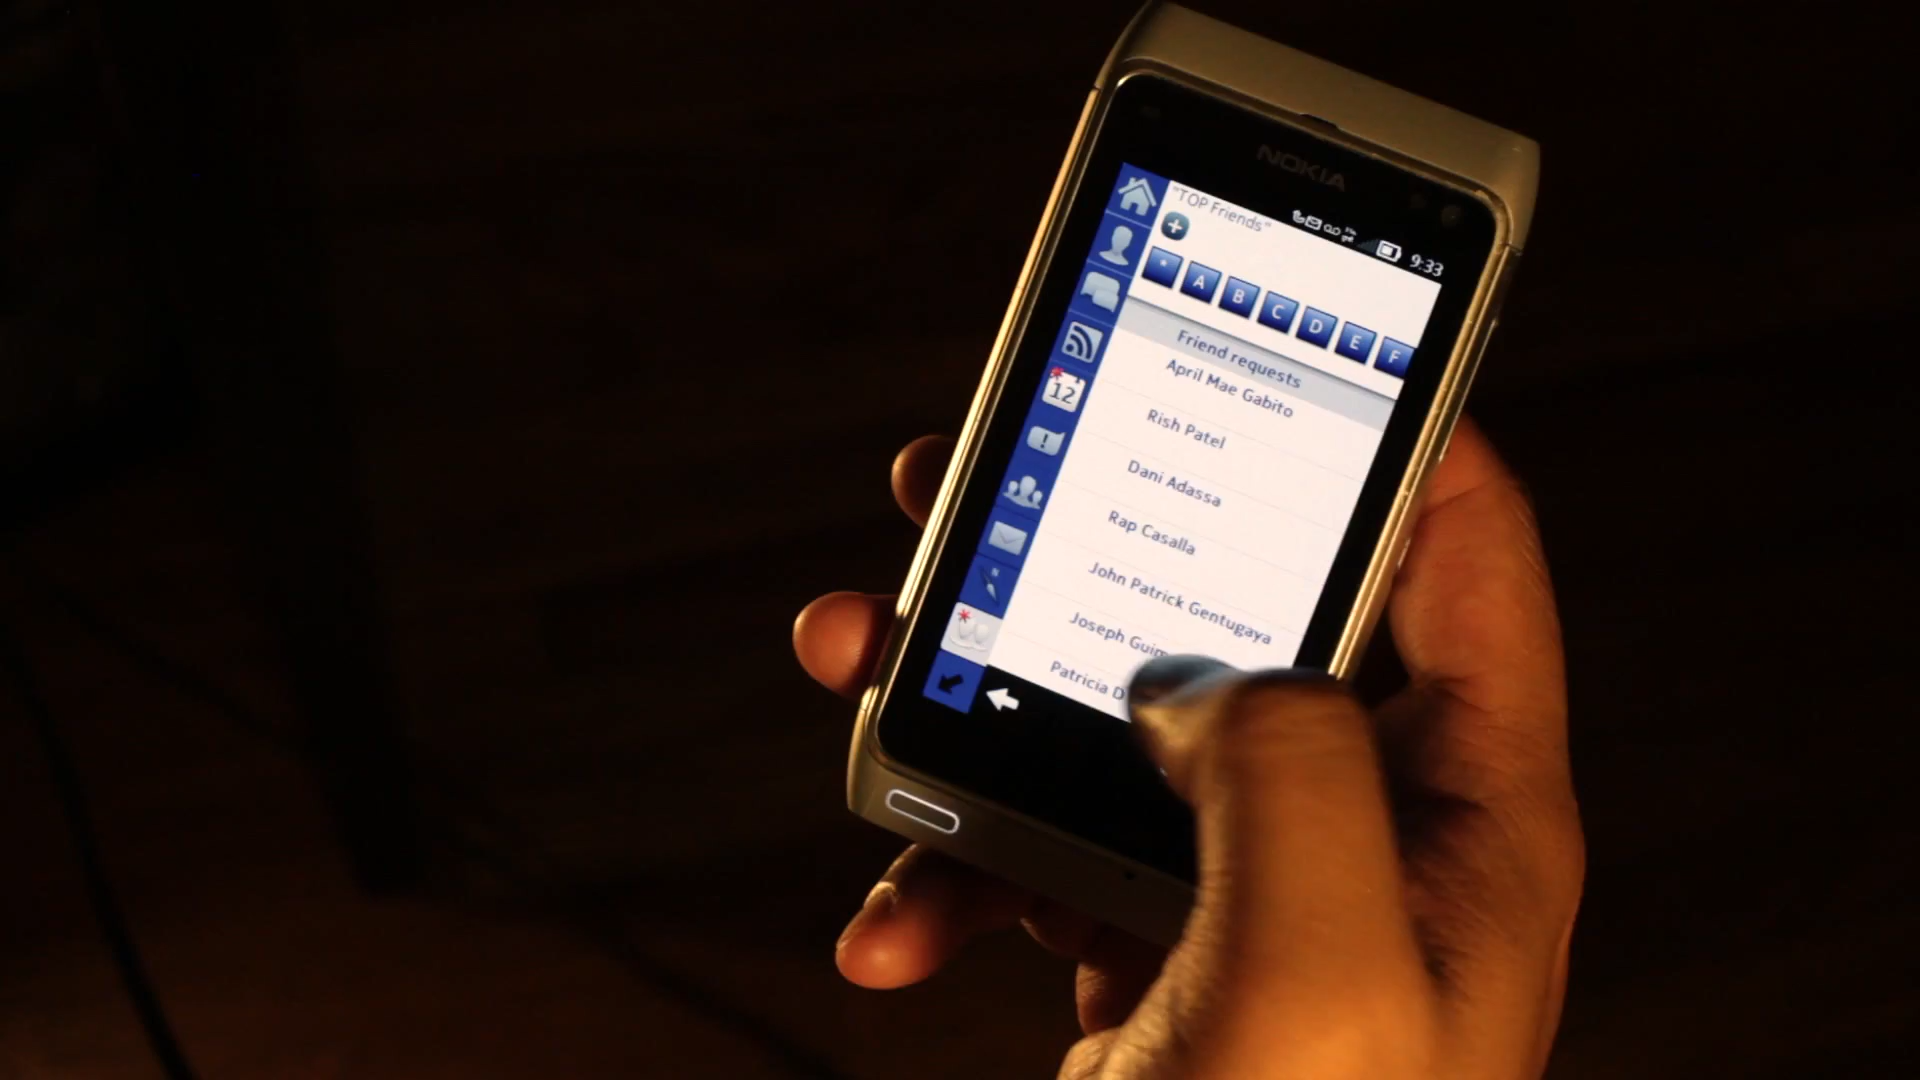 NOKIA
"TOP Friends"
9:33
* A B C D E F
Friend requests
April Mae Gabito
Rish Patel
Dani Adassa
12
Rap Casalla
John Patrick Gentugaya
Joseph
Patricia D